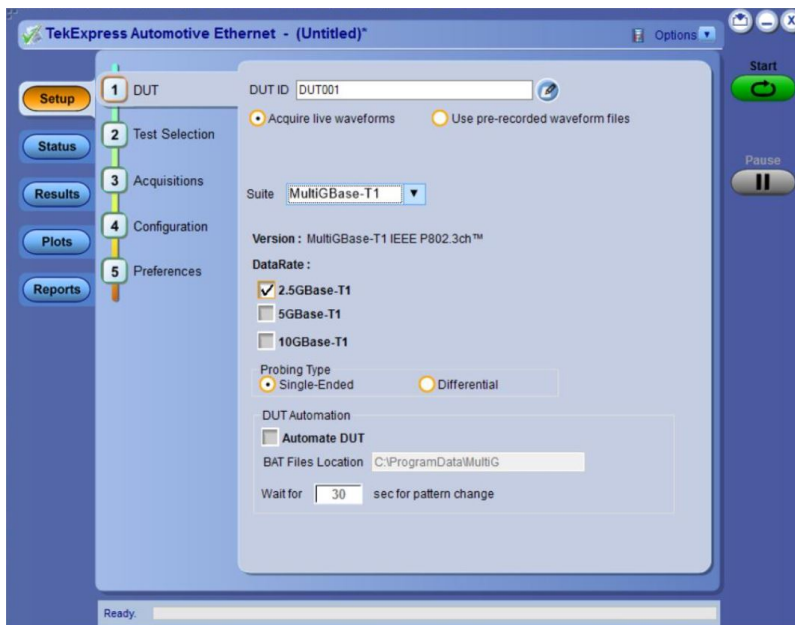 TekExpress Automotive Ethernet - (Untitled)*
Options
Start
Pause
Setup
Status
Results
Plots
Reports
1 DUT
2 Test Selection
3 Acquisitions
4 Configuration
5 Preferences
DUT ID DUT001
Acquire live waveforms Use pre-recorded waveform files
Suite MultiGBase-T1
Version : MultiGBase-T1 IEEE P802.3ch™
DataRate :
2.5GBase-T1
5GBase-T1
10GBase-T1
Probing Type
Single-Ended Differential
DUT Automation
Automate DUT
BAT Files Location C:\ProgramData\MultiG
Wait for 30 sec for pattern change
Ready.